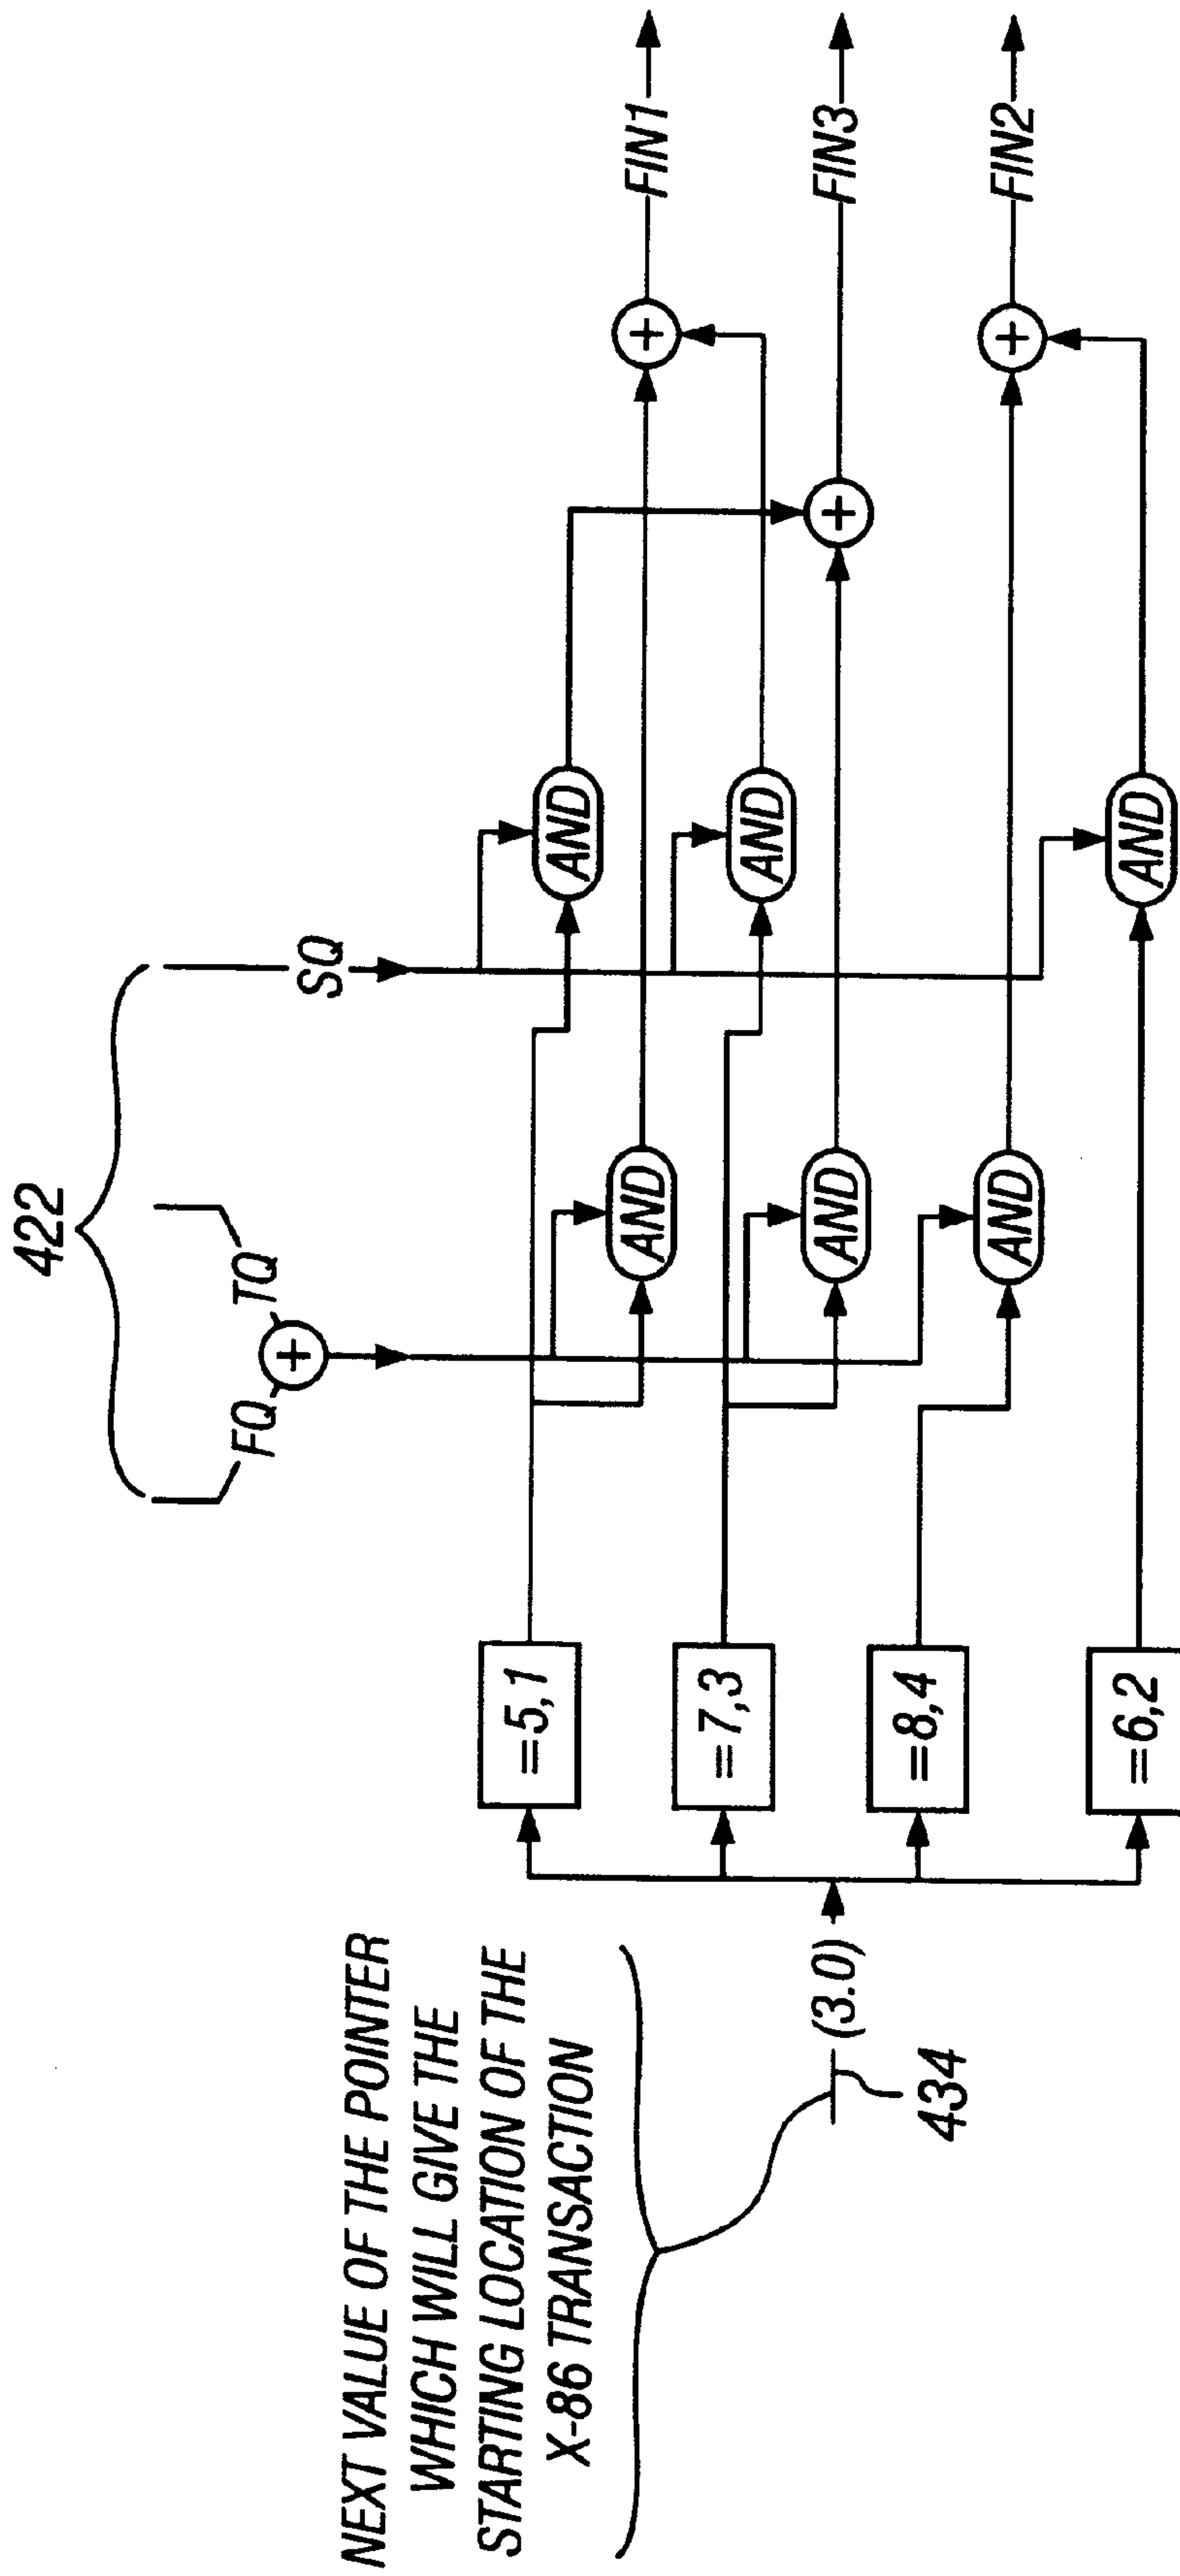 422
FQ
TQ
+
SQ
NEXT VALUE OF THE POINTER
WHICH WILL GIVE THE
STARTING LOCATION OF THE
X-86 TRANSACTION
434
(3.0)
=5,1
=7,3
=8,4
=6,2
AND
AND
AND
AND
AND
AND
+
+
+
FIN1
FIN3
FIN2